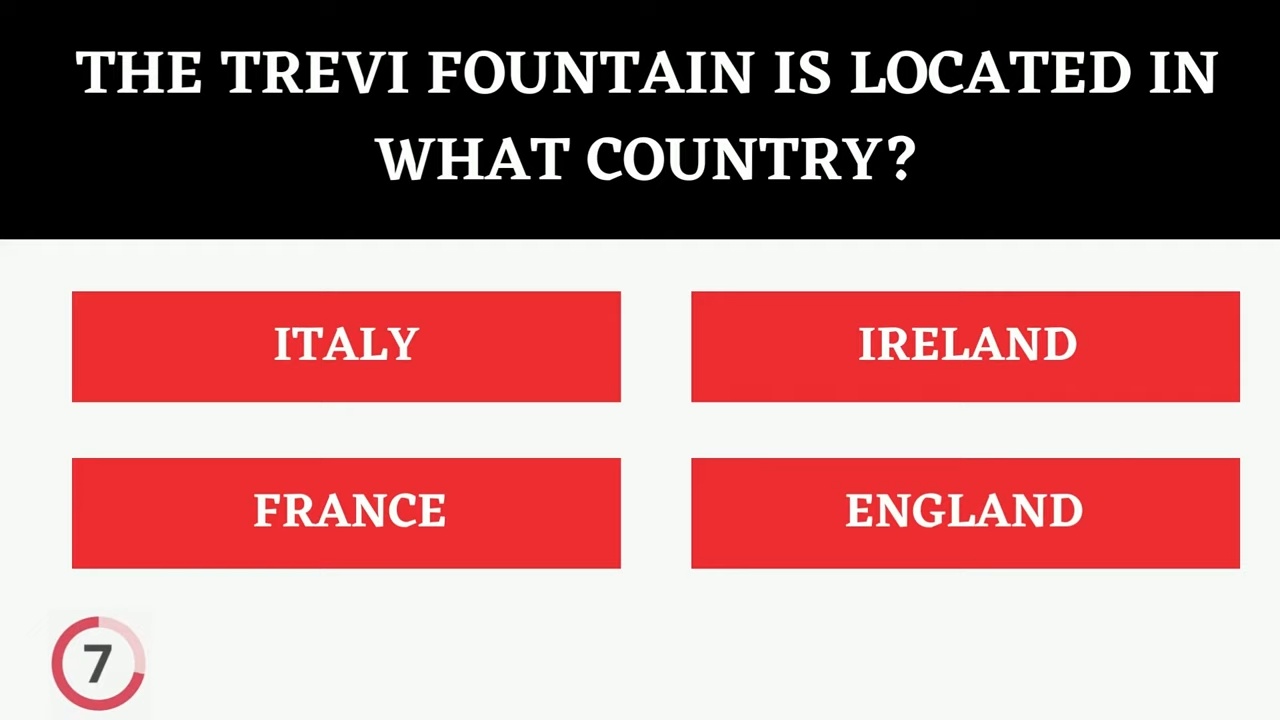 THE TREVI FOUNTAIN IS LOCATED IN
WHAT COUNTRY?
ITALY
IRELAND
FRANCE
ENGLAND
7